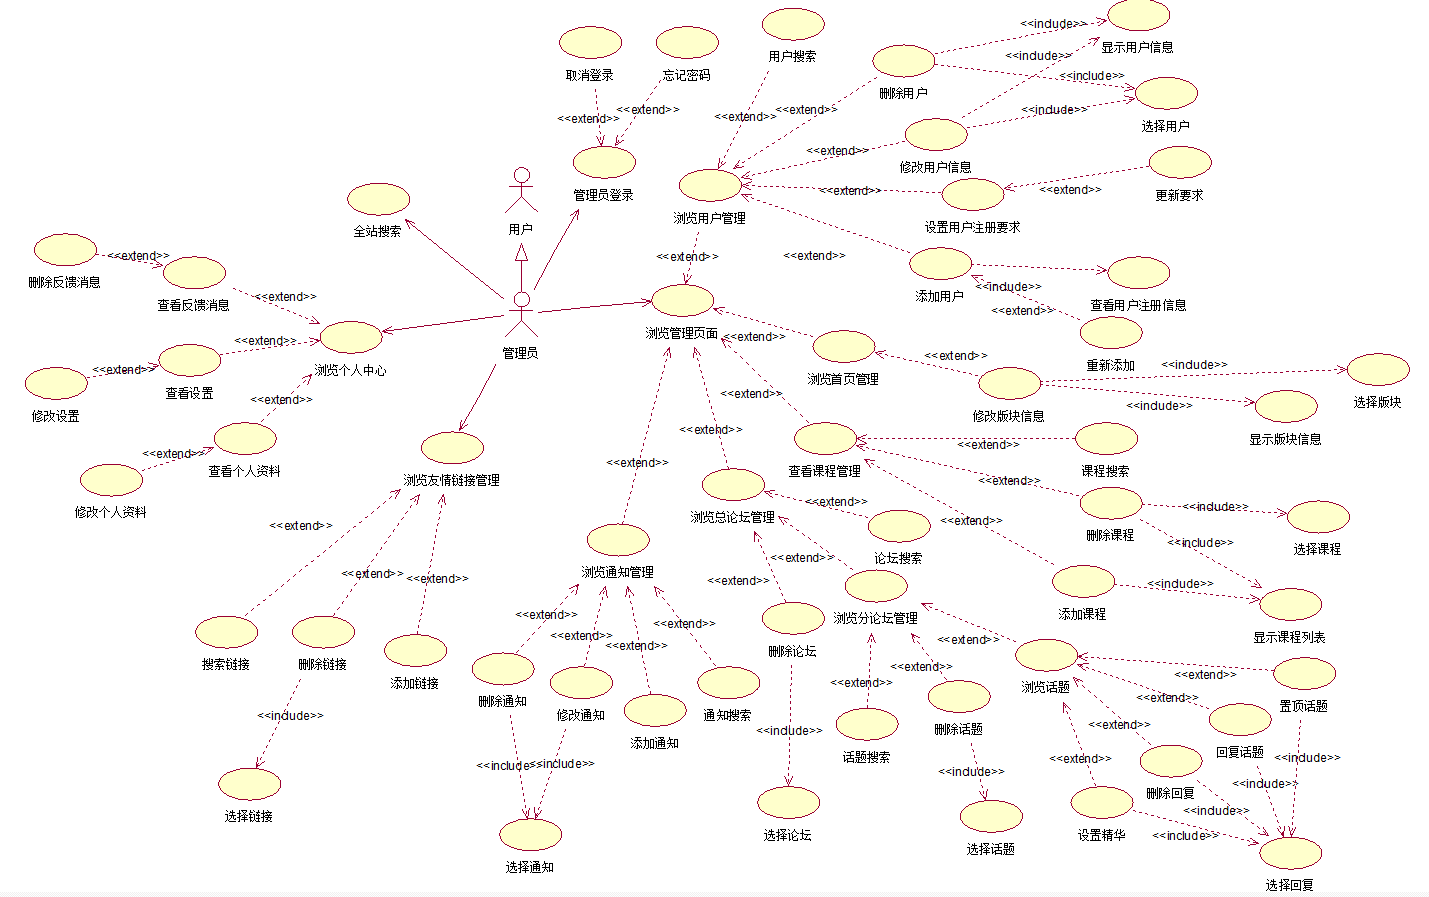 <<include>>
显示用户信息
用户搜索
<<include>>
取消登录
忘记密码
<<include>>
删除用户
<<extend>>
<<extend>>
<<extend>>
<<extend>>
<<include>>
选择用户
<<extend>>
修改用户信息
管理员登录
<<extend>>
<<extend>>
更新要求
浏览用户管理
设置用户注册要求
用户
全站搜索
<<extend>>
<<extend>>
<<extend>>
删除反馈消息
<<extend>>
添加用户
<<include>>
查看用户注册信息
查看反馈消息
<<extend>>
<<extend>>
浏览管理页面
<<extend>>
管理员
<<extend>>
浏览个人中心
重新添加
<<extend>>
<<include>>
<<extend>>
查看设置
浏览首页管理
修改设置
<<extend>>
修改版块信息
<<include>>
选择版块
显示版块信息
<<extend>>
<<extend>>
查看个人资料
浏览友情链接管理
<<extend>>
查看课程管理
<<extend>>
课程搜索
修改个人资料
<<extend>>
<<extend>>
<<extend>>
浏览总论坛管理
<<extend>>
<<extend>>
<<include>>
删除课程
选择课程
<<include>>
论坛搜索
<<extend>>
浏览通知管理
<<extend>>
<<extend>>
<<extend>>
<<extend>>
<<include>>
添加课程
浏览分论坛管理
显示课程列表
<<extend>>
<<extend>>
<<extend>>
<<extend>>
<<extend>>
搜索链接
删除链接
添加链接
删除论坛
<<extend>>
<<extend>>
<<extend>>
浏览话题
<<extend>>
置顶话题
删除通知
修改通知
添加通知
通知搜索
<<include>>
<<include>>
话题搜索
删除话题
<<extend>>
回复话题
<<extend>>
<<include>>
<<include>>
<<include>>
<<include>>
<<include>>
删除回复
<<include>>
选择链接
选择论坛
选择话题
设置精华
<<include>>
<<include>>
选择通知
选择回复